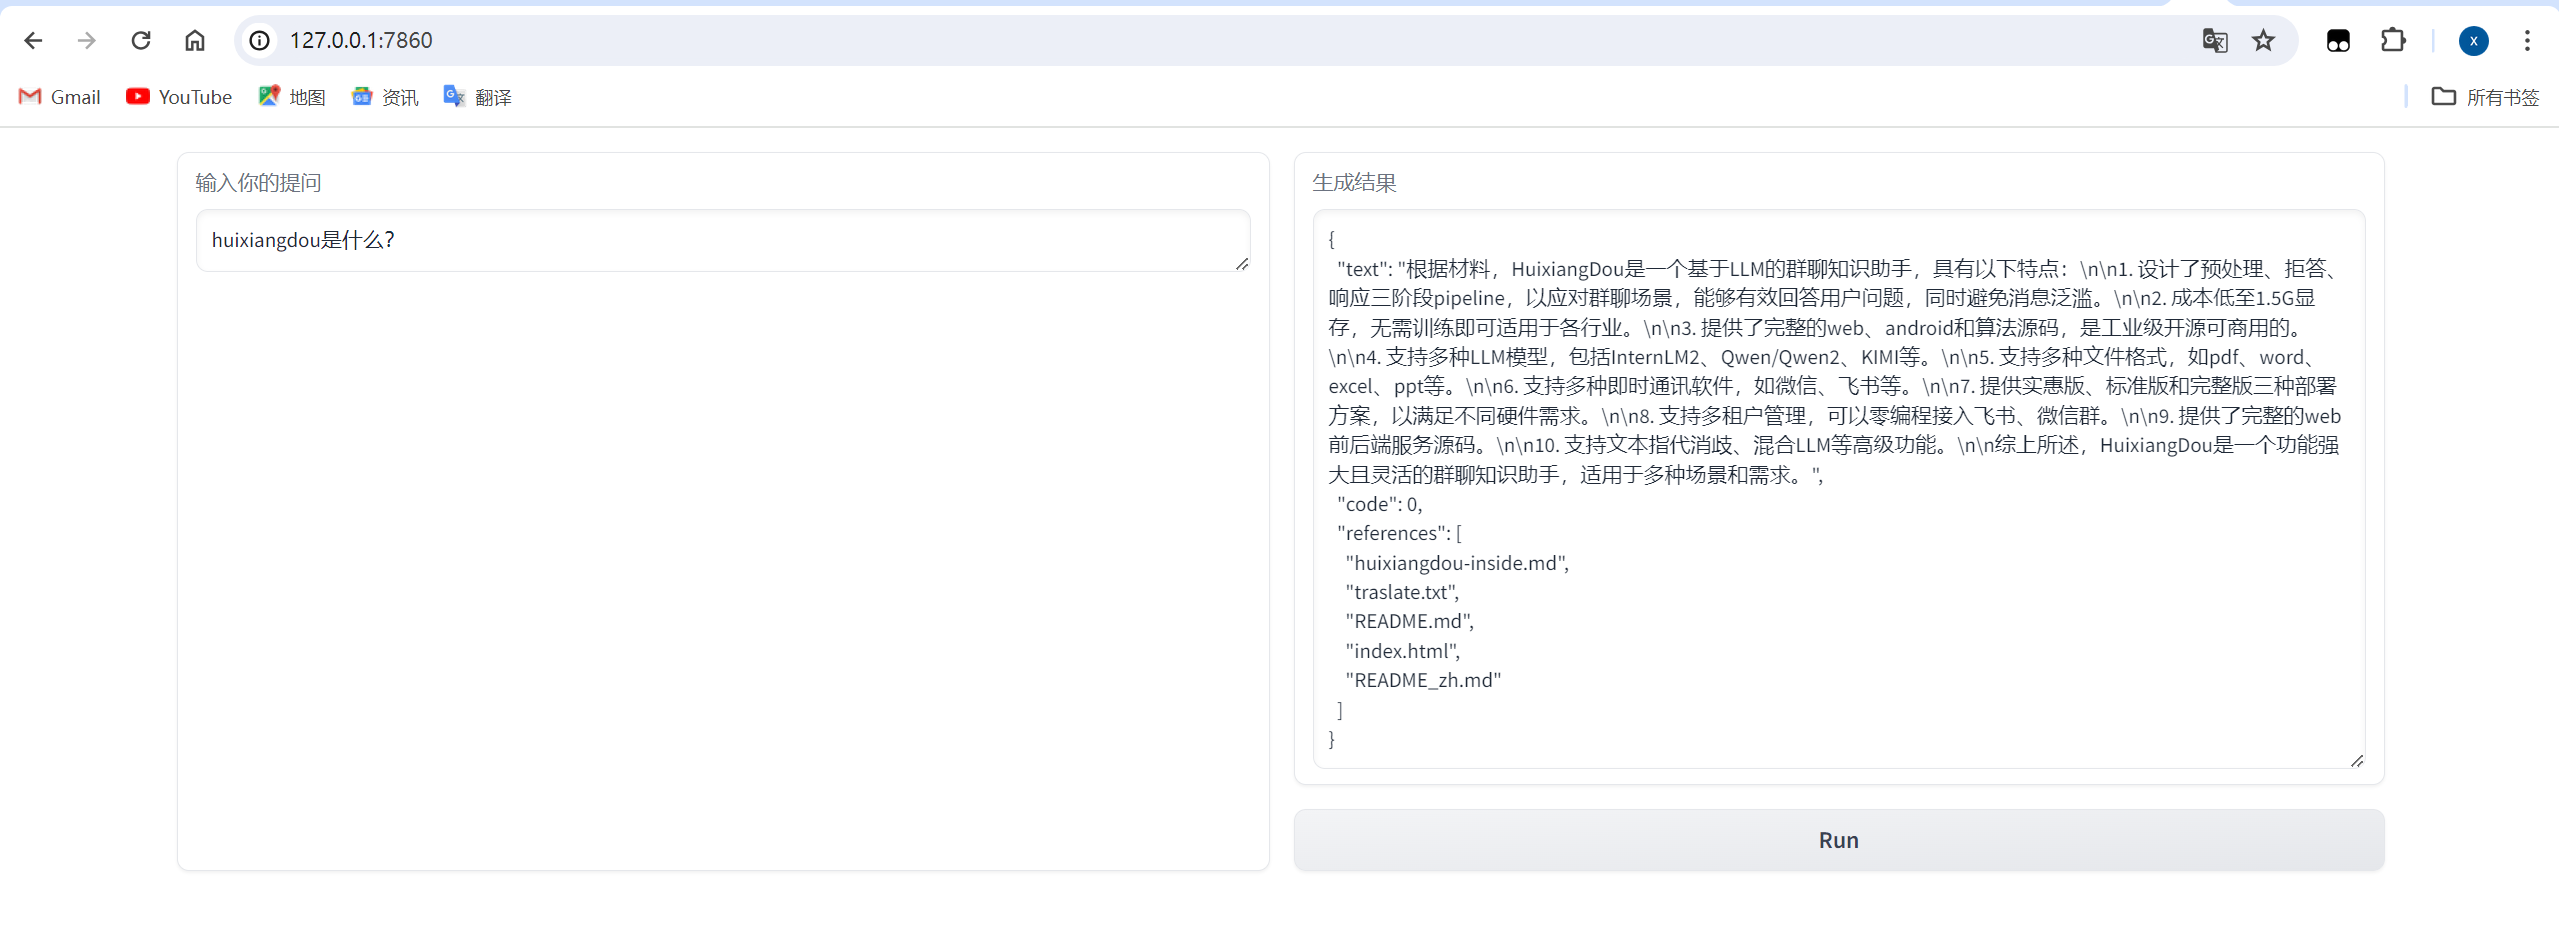 127.0.0.1:7860
x
Gmail
YouTube
地图
资讯
翻译
所有书签
输入你的提问
huixiangdou是什么?
生成结果
{
"text": "根据材料，HuixiangDou是一个基于LLM的群聊知识助手，具有以下特点：\n\n1. 设计了预处理、拒答、
响应三阶段pipeline，以应对群聊场景，能够有效回答用户问题，同时避免消息泛滥。\n\n2. 成本低至1.5G显
存，无需训练即可适用于各行业。\n\n3. 提供了完整的web、android和算法源码，是工业级开源可商用的。
\n\n4. 支持多种LLM模型，包括InternLM2、Qwen/Qwen2、KIMI等。\n\n5. 支持多种文件格式，如pdf、word、
excel、ppt等。\n\n6. 支持多种即时通讯软件，如微信、飞书等。\n\n7. 提供实惠版、标准版和完整版三种部署
方案，以满足不同硬件需求。\n\n8. 支持多租户管理，可以零编程接入飞书、微信群。\n\n9. 提供了完整的web
前后端服务源码。\n\n10. 支持文本指代消歧、混合LLM等高级功能。\n\n综上所述，HuixiangDou是一个功能强
大且灵活的群聊知识助手，适用于多种场景和需求。",
"code": 0,
"references": [
"huixiangdou-inside.md",
"traslate.txt",
"README.md",
"index.html",
"README_zh.md"
]
}
Run